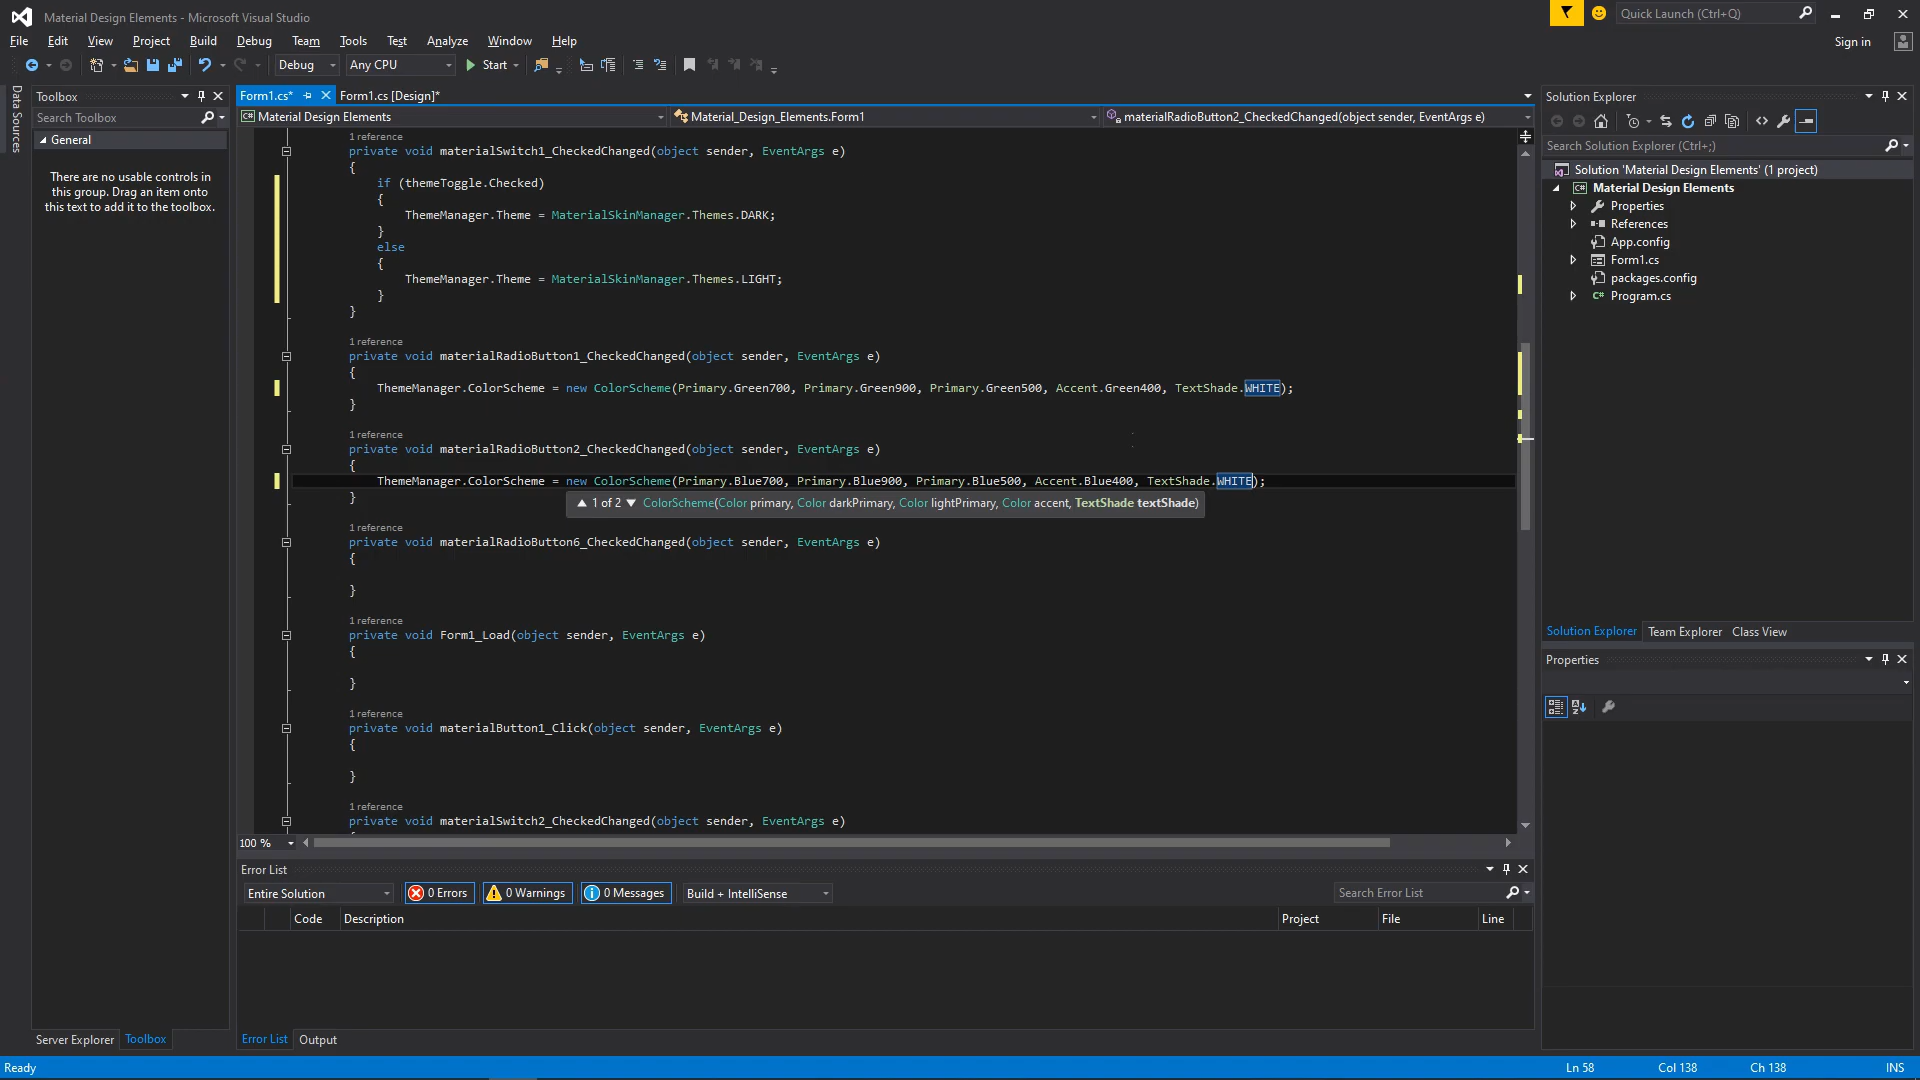 Material Design Elements - Microsoft Visual Studio
Quick Launch (Ctrl+Q)
File Edit View Project Build Debug Team Tools Test Analyze Window Help
Sign in
Debug Any CPU Start
Data Sources
Toolbox
Search Toolbox
General
There are no usable controls in
this group. Drag an item onto
this text to add it to the toolbox.
Server Explorer Toolbox
Form1.cs* Form1.cs [Design]*
Material Design Elements Material_Design_Elements.Form1 materialRadioButton2_CheckedChanged(object sender, EventArgs e)
1 reference
private void materialSwitch1_CheckedChanged(object sender, EventArgs e)
{
if (themeToggle.Checked)
{
ThemeManager.Theme = MaterialSkinManager.Themes.DARK;
}
else
{
ThemeManager.Theme = MaterialSkinManager.Themes.LIGHT;
}
}
1 reference
private void materialRadioButton1_CheckedChanged(object sender, EventArgs e)
{
ThemeManager.ColorScheme = new ColorScheme(Primary.Green700, Primary.Green900, Primary.Green500, Accent.Green400, TextShade.WHITE);
}
1 reference
private void materialRadioButton2_CheckedChanged(object sender, EventArgs e)
{
ThemeManager.ColorScheme = new ColorScheme(Primary.Blue700, Primary.Blue900, Primary.Blue500, Accent.Blue400, TextShade.WHITE);
}
▲ 1 of 2 ▼ ColorScheme(Color primary, Color darkPrimary, Color lightPrimary, Color accent, TextShade textShade)
1 reference
private void materialRadioButton6_CheckedChanged(object sender, EventArgs e)
{
}
1 reference
private void Form1_Load(object sender, EventArgs e)
{
}
1 reference
private void materialButton1_Click(object sender, EventArgs e)
{
}
1 reference
private void materialSwitch2_CheckedChanged(object sender, EventArgs e)
100 %
Error List
Entire Solution 0 Errors 0 Warnings 0 Messages Build + IntelliSense Search Error List
Code Description Project File Line
Error List Output
Solution Explorer
Search Solution Explorer (Ctrl+;)
Solution 'Material Design Elements' (1 project)
Material Design Elements
Properties
References
App.config
Form1.cs
packages.config
Program.cs
Solution Explorer Team Explorer Class View
Properties
Ready Ln 58 Col 138 Ch 138 INS